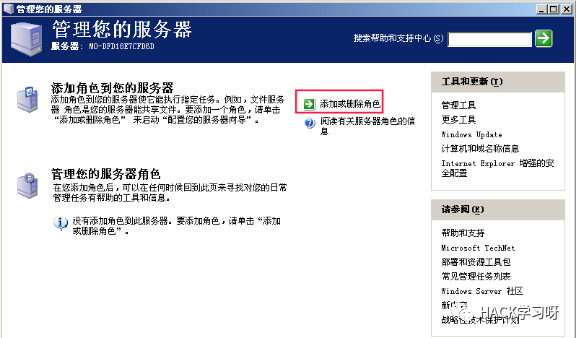 管理您的服务器
管理您的服务器
服务器: MO-DFD18E7CFD6D
搜索帮助和支持中心(S)
添加角色到您的服务器
添加角色到您的服务器使它能执行指定任务。例如，文件服务
器 角色是您的服务器能共享文件。要添加一个角色，请单击
“添加或删除角色” 来启动“配置您的服务器向导”。
添加或删除角色
阅读有关服务器角色的信
息
管理您的服务器角色
在您添加角色后，可以在任何时候回到此页来寻找对您的日常
管理任务有帮助的工具和信息。
没有添加角色到此服务器。要添加角色，请单击“添加
或删除角色”。
工具和更新(T)
管理工具
更多工具
Windows Update
计算机和域名称信息
Internet Explorer 增强的安
全配置
请参阅(E)
帮助和支持
Microsoft TechNet
部署和资源工具包
常见管理任务列表
Windows Server 社区
新内容
战略性技术保护计划
HACK学习呀